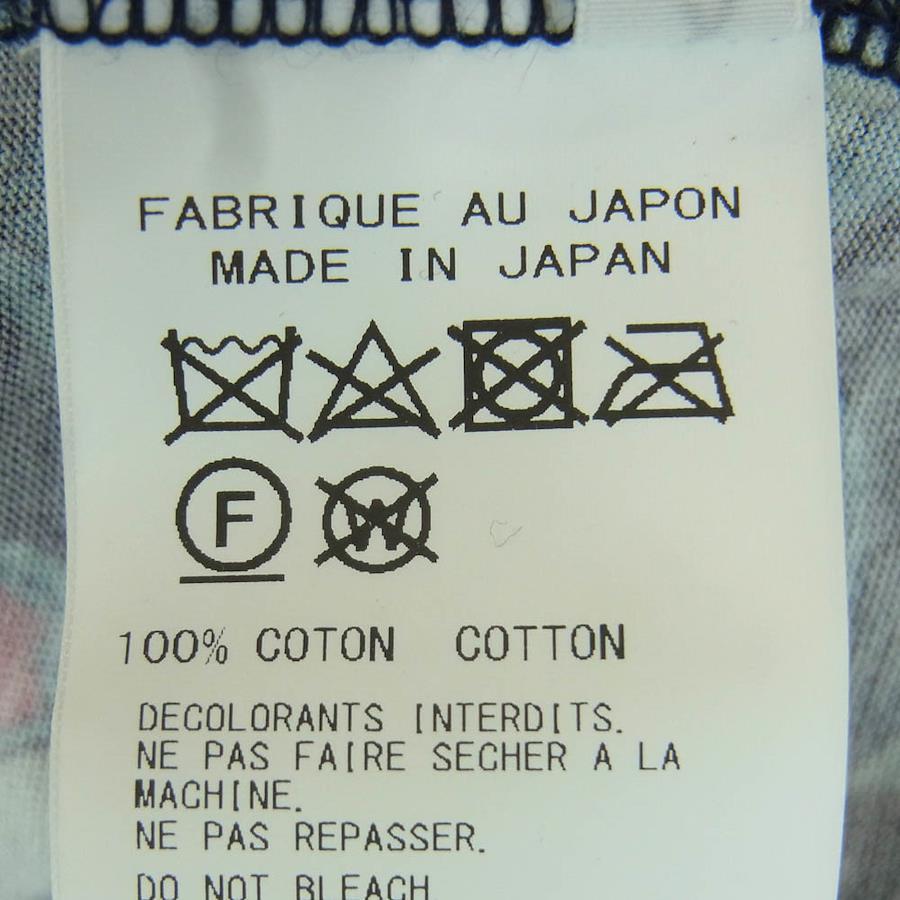 FABRIQUE AU JAPON
MADE IN JAPAN
F
W
100% COTON COTTON
DECOLORANTS INTERDITS.
NE PAS FAIRE SECHER A LA
MACHINE.
NE PAS REPASSER.
DO NOT BLEACH